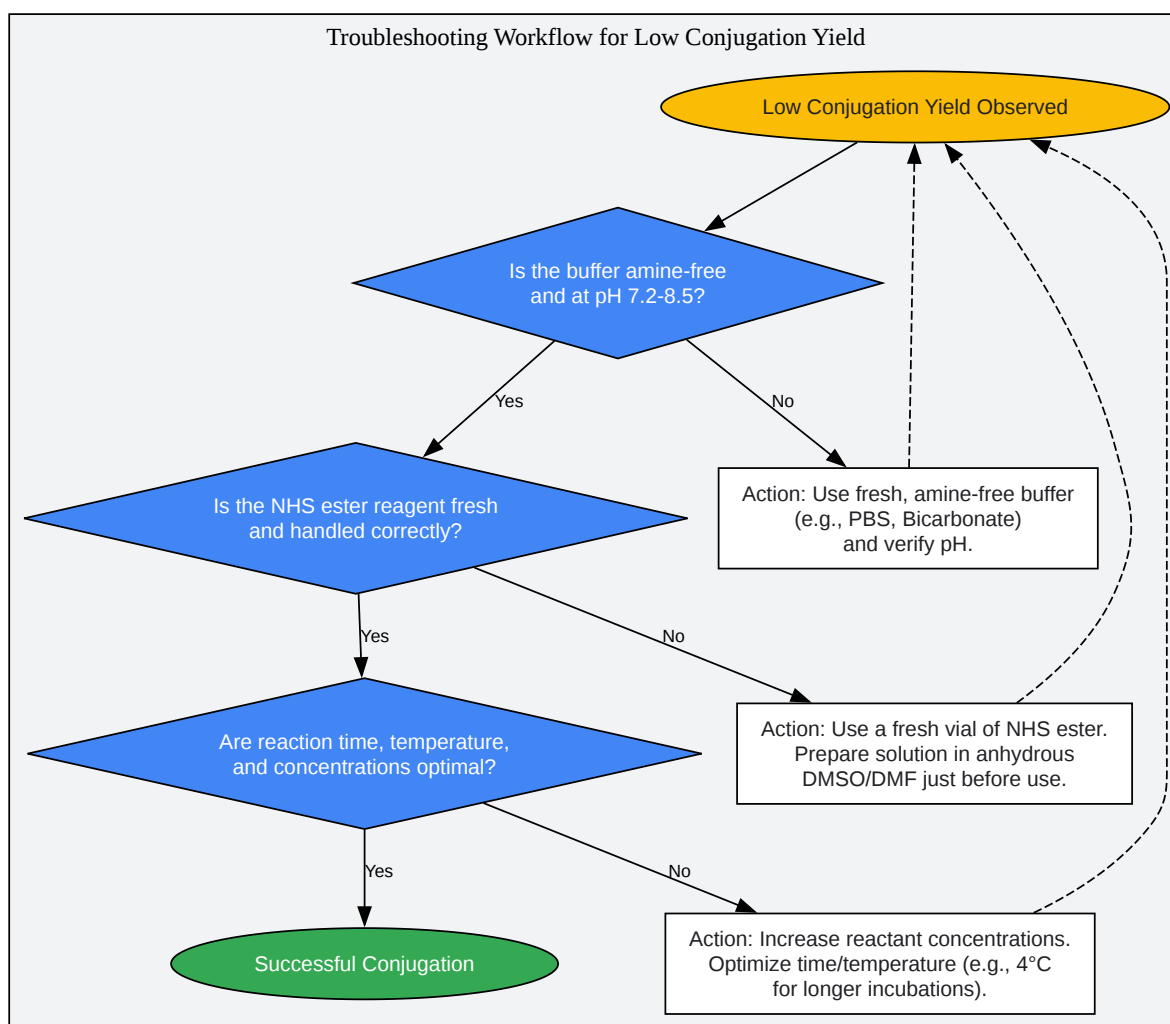 Troubleshooting Workflow for Low Conjugation Yield
Low Conjugation Yield Observed
Is the buffer amine-free
and at pH 7.2-8.5?
Yes
No
Is the NHS ester reagent fresh
and handled correctly?
Action: Use fresh, amine-free buffer
(e.g., PBS, Bicarbonate)
and verify pH.
Yes
No
Are reaction time, temperature,
and concentrations optimal?
Action: Use a fresh vial of NHS ester.
Prepare solution in anhydrous
DMSO/DMF just before use.
Yes
No
Successful Conjugation
Action: Increase reactant concentrations.
Optimize time/temperature (e.g., 4°C
for longer incubations).